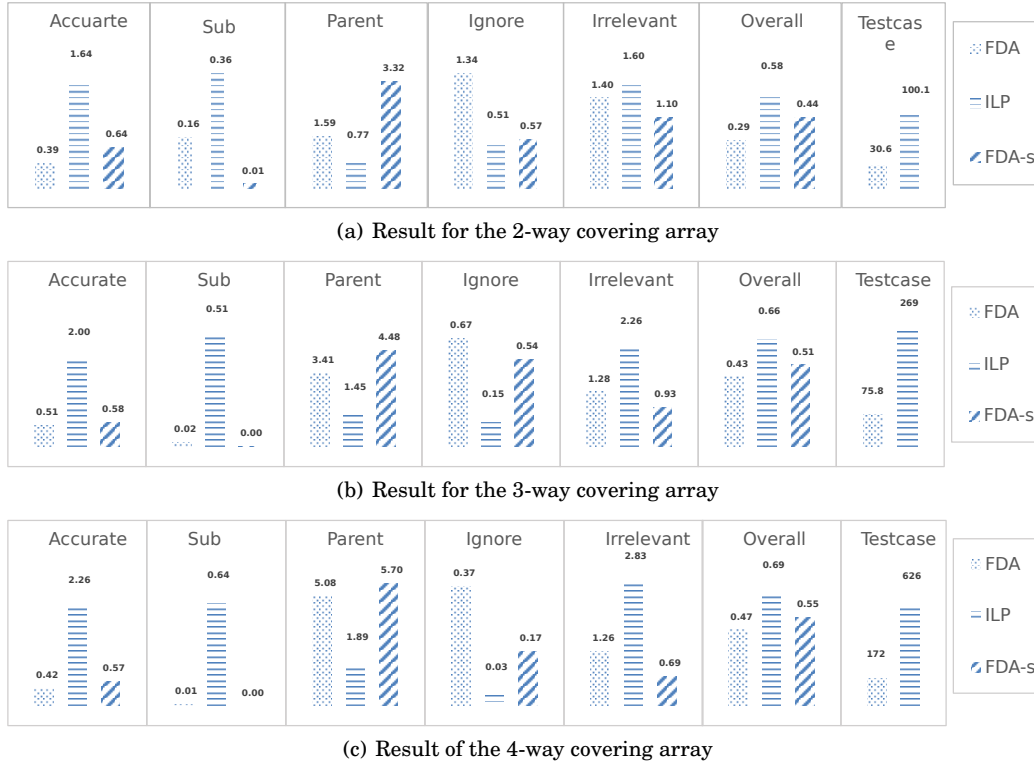 Accuarte
Sub
Parent
Ignore
Irrelevant
Overall
Testcas
e
1.64
0.39
0.64
0.36
0.16
0.01
3.32
1.59
0.77
1.34
0.51
0.57
1.60
1.40
1.10
0.58
0.29
0.44
100.1
30.6
FDA
ILP
FDA-s
(a) Result for the 2-way covering array
Accurate
Sub
Parent
Ignore
Irrelevant
Overall
Testcase
2.00
0.51
0.58
0.51
0.02
0.00
4.48
3.41
1.45
0.67
0.15
0.54
2.26
1.28
0.93
0.66
0.43
0.51
269
75.8
FDA
ILP
FDA-s
(b) Result for the 3-way covering array
Accurate
Sub
Parent
Ignore
Irrelevant
Overall
Testcase
2.26
0.42
0.57
0.64
0.01
0.00
5.08
1.89
5.70
0.37
0.03
0.17
2.83
1.26
0.69
0.69
0.47
0.55
626
172
FDA
ILP
FDA-s
(c) Result of the 4-way covering array